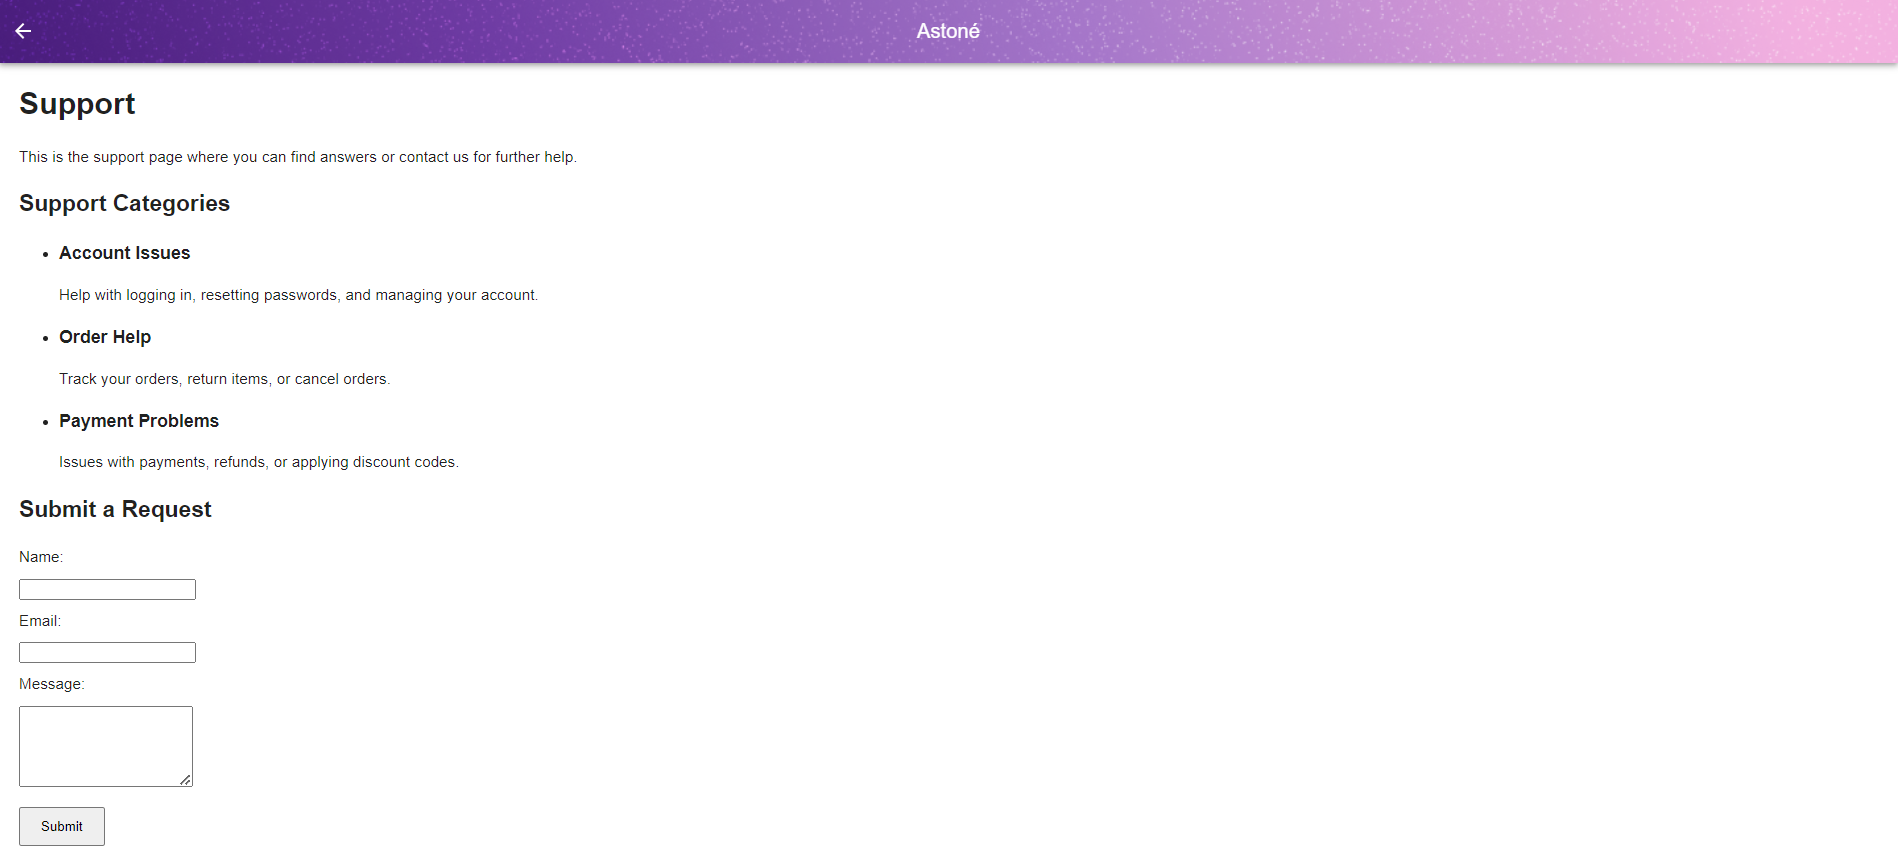 Astoné
Support
This is the support page where you can find answers or contact us for further help.
Support Categories
Account Issues
Help with logging in, resetting passwords, and managing your account.
Order Help
Track your orders, return items, or cancel orders.
Payment Problems
Issues with payments, refunds, or applying discount codes.
Submit a Request
Name:
Email:
Message:
Submit